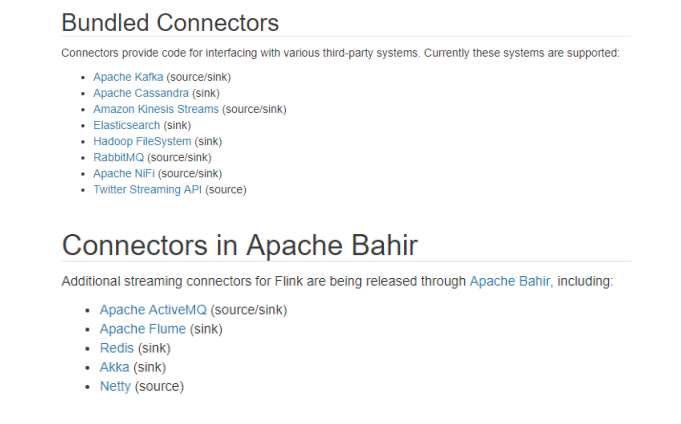 Bundled Connectors
Connectors provide code for interfacing with various third-party systems. Currently these systems are supported:
• Apache Kafka (source/sink)
• Apache Cassandra (sink)
• Amazon Kinesis Streams (source/sink)
• Elasticsearch (sink)
• Hadoop FileSystem (sink)
• RabbitMQ (source/sink)
• Apache NiFi (source/sink)
• Twitter Streaming API (source)
Connectors in Apache Bahir
Additional streaming connectors for Flink are being released through Apache Bahir, including:
• Apache ActiveMQ (source/sink)
• Apache Flume (sink)
• Redis (sink)
• Akka (sink)
• Netty (source)